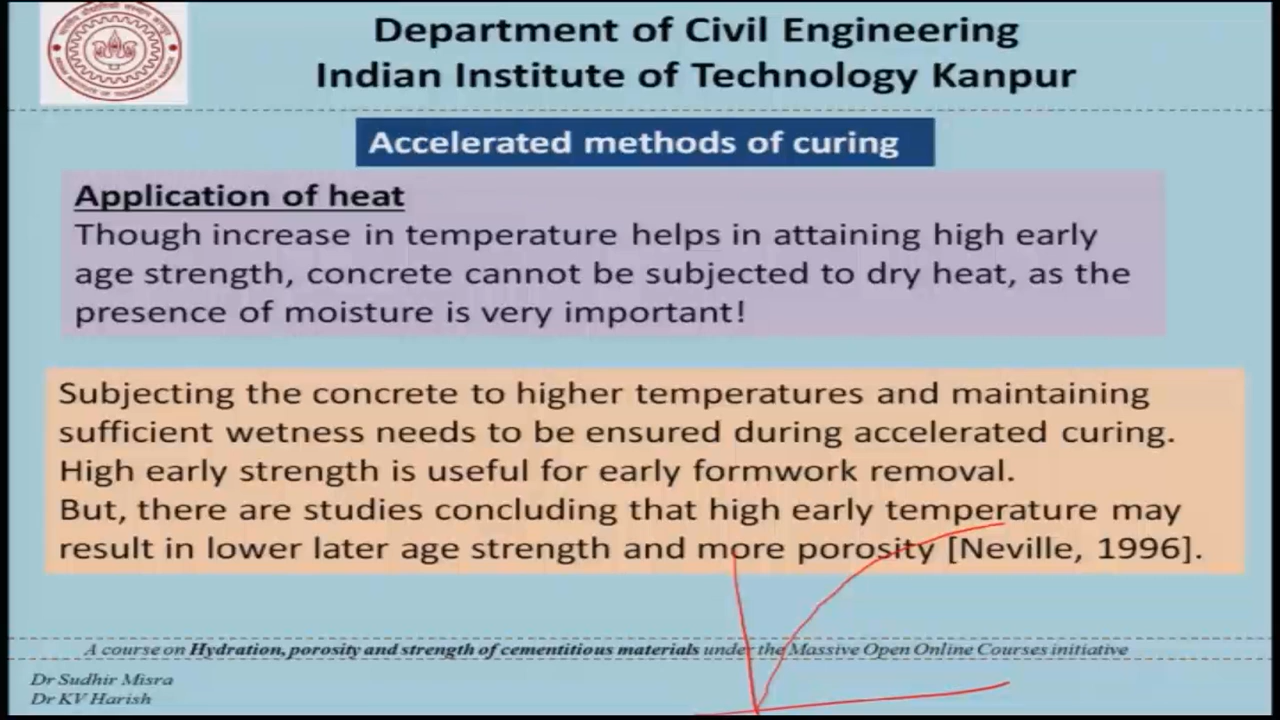 Department of Civil Engineering
Indian Institute of Technology Kanpur
Accelerated methods of curing
Application of heat
Though increase in temperature helps in attaining high early
age strength, concrete cannot be subjected to dry heat, as the
presence of moisture is very important!
Subjecting the concrete to higher temperatures and maintaining
sufficient wetness needs to be ensured during accelerated curing.
High early strength is useful for early formwork removal.
But, there are studies concluding that high early temperature may
result in lower later age strength and more porosity [Neville, 1996].
A course on Hydration, porosity and strength of cementitious materials under the Massive Open Online Courses initiative
Dr Sudhir Misra
Dr KV Harish